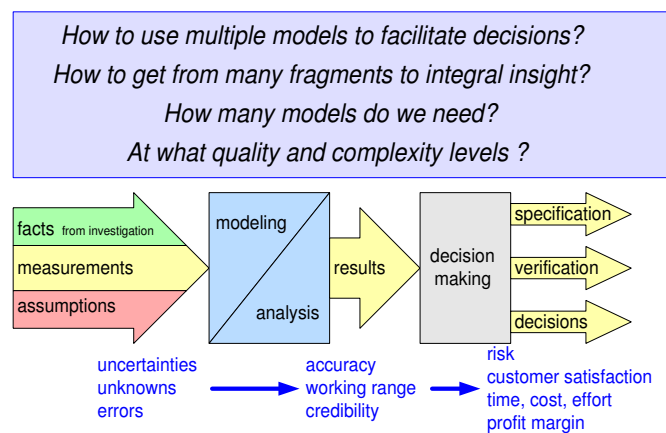 How to use multiple models to facilitate decisions?
How to get from many fragments to integral insight?
How many models do we need?
At what quality and complexity levels ?
facts from investigation
measurements
assumptions
modeling
analysis
results
decision
making
specification
verification
decisions
uncertainties
unknowns
errors
accuracy
working range
credibility
risk
customer satisfaction
time, cost, effort
profit margin